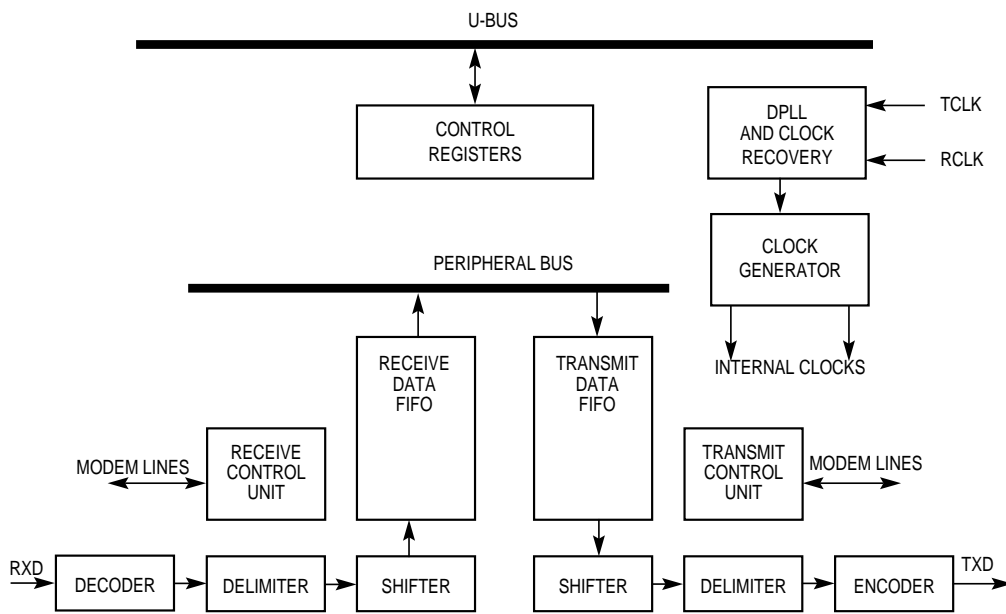 U-BUS
CONTROL
REGISTERS
DPLL
AND CLOCK
RECOVERY
TCLK
RCLK
CLOCK
GENERATOR
INTERNAL CLOCKS
PERIPHERAL BUS
RECEIVE
DATA
FIFO
TRANSMIT
DATA
FIFO
MODEM LINES
RECEIVE
CONTROL
UNIT
TRANSMIT
CONTROL
UNIT
MODEM LINES
RXD
DECODER
DELIMITER
SHIFTER
SHIFTER
DELIMITER
ENCODER
TXD